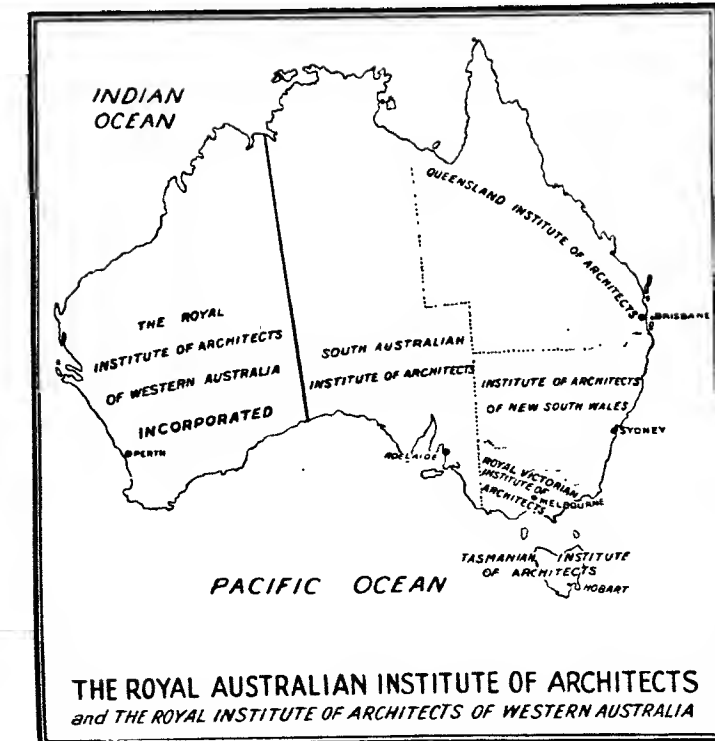 INDIAN
OCEAN
QUEENSLAND INSTITUTE OF ARCHITECTS
BRISBANE
THE ROYAL
INSTITUTE OF ARCHITECTS
OF WESTERN AUSTRALIA
INCORPORATED
PERTH
SOUTH AUSTRALIAN
INSTITUTE OF ARCHITECTS
INSTITUTE OF ARCHITECTS
OF NEW SOUTH WALES
SYDNEY
ADELAIDE
ROYAL VICTORIAN
INSTITUTE OF
ARCHITECTS
MELBOURNE
TASMANIAN INSTITUTE
OF ARCHITECTS
HOBART
PACIFIC OCEAN
THE ROYAL AUSTRALIAN INSTITUTE OF ARCHITECTS
and THE ROYAL INSTITUTE OF ARCHITECTS OF WESTERN AUSTRALIA